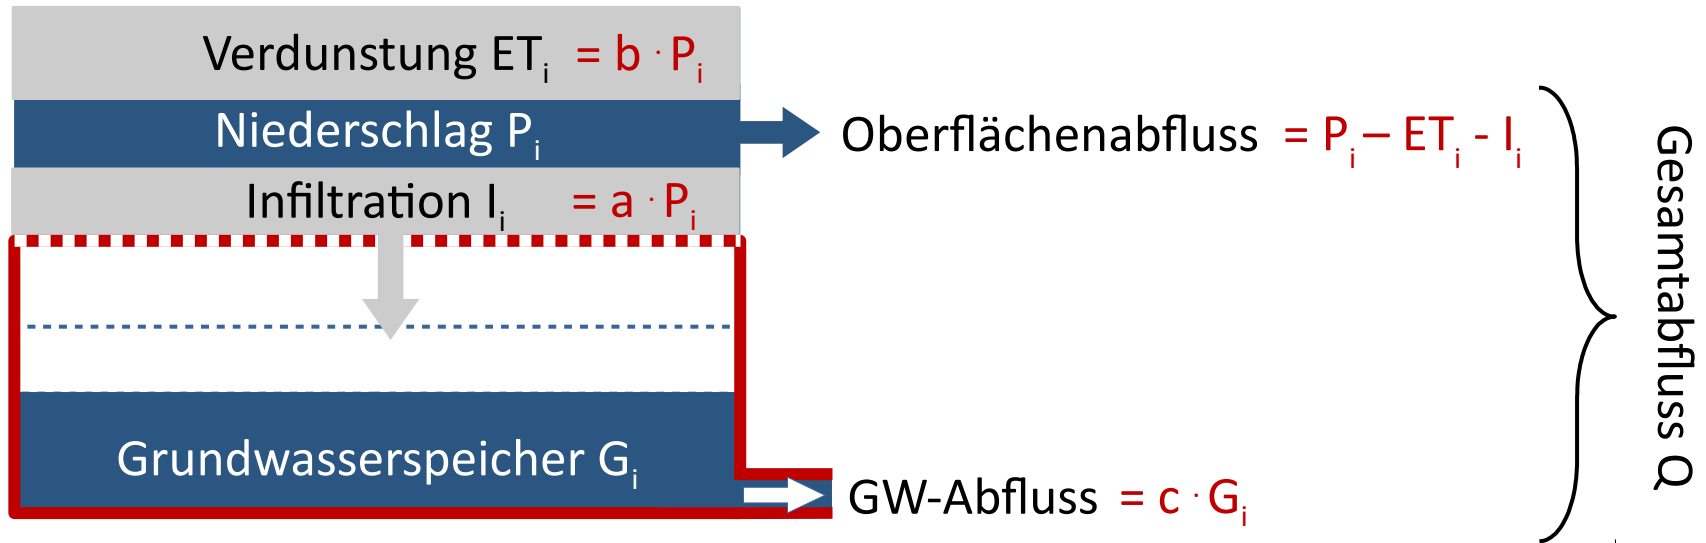 Verdunstung ETi = b · Pi
Niederschlag Pi
Oberflächenabfluss = Pi – ETi - Ii
Infiltration Ii = a · Pi
Grundwasserspeicher Gi
GW-Abfluss = c · Gi
Gesamtabfluss Q